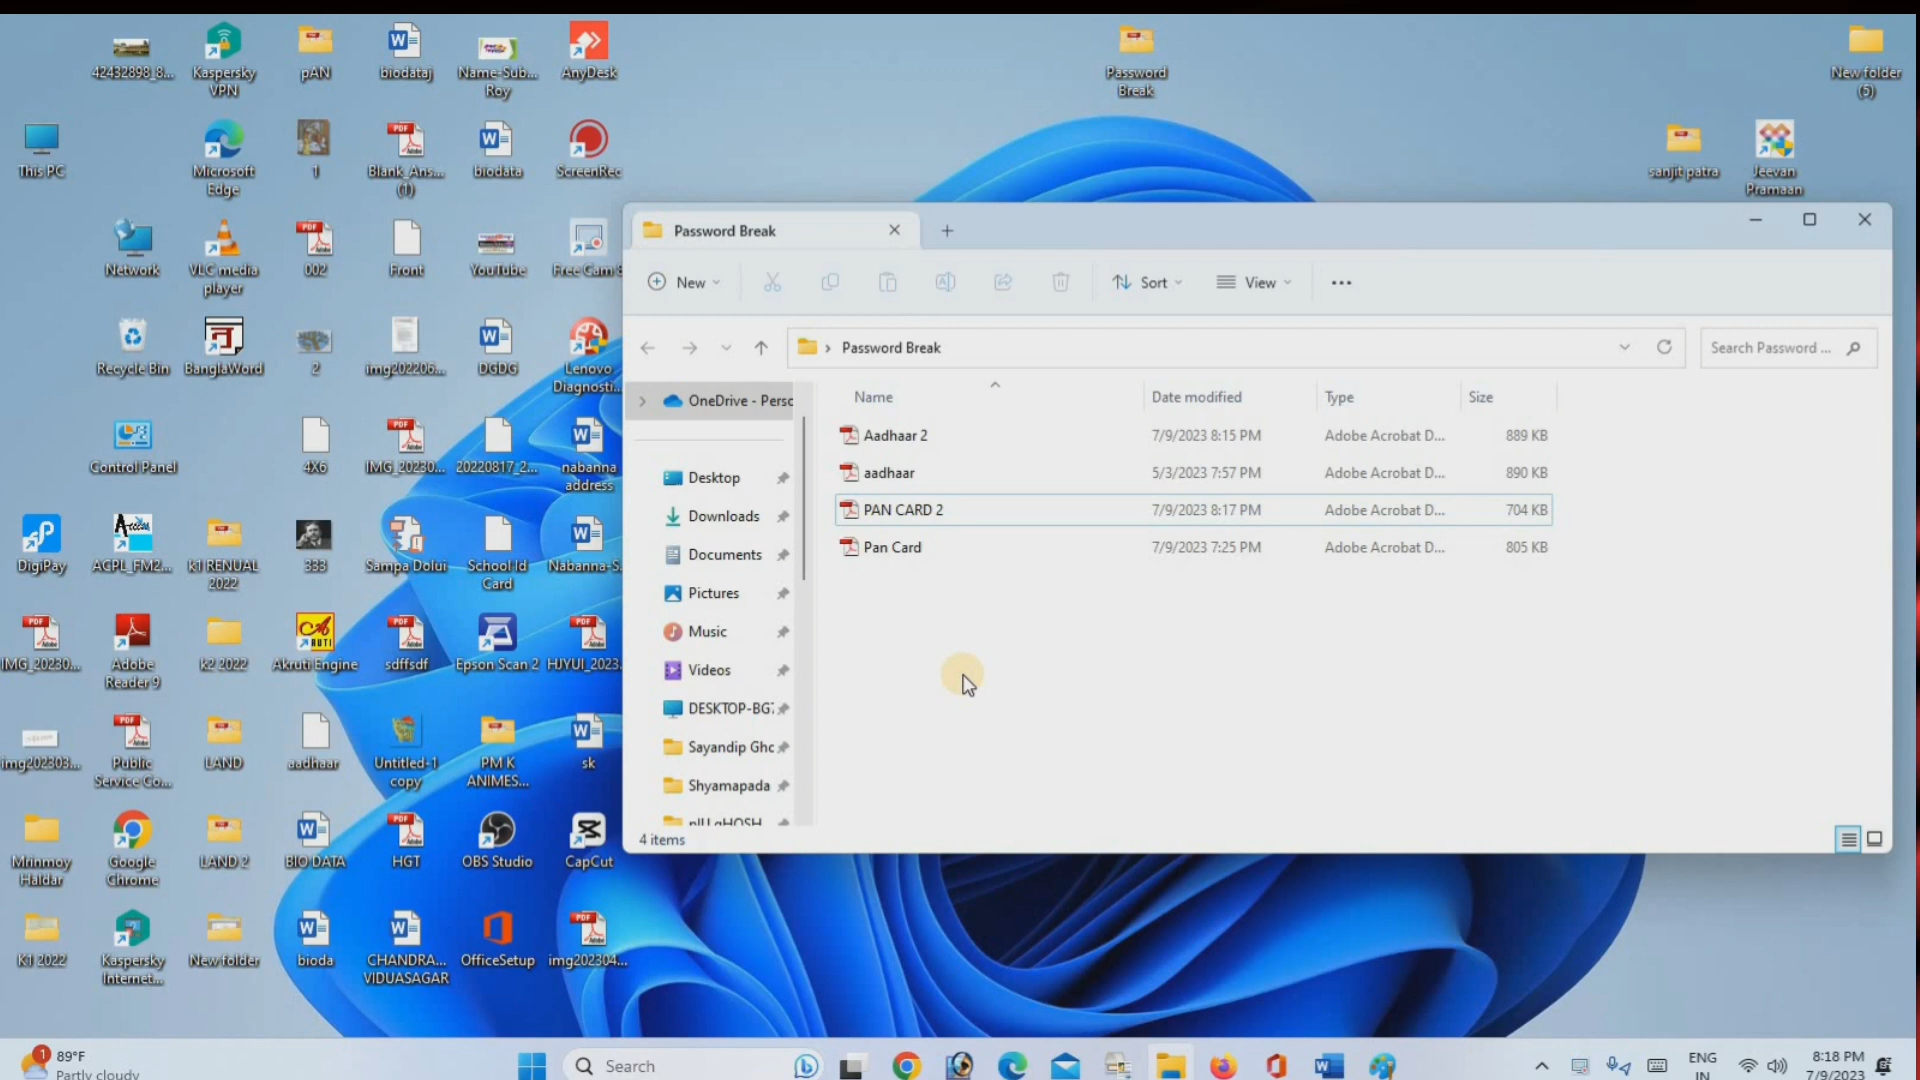 42432898_8...
Kaspersky
VPN
pAN
biodataj
Name-Sub...
Roy
AnyDesk
Password
Break
New folder
(5)
This PC
Microsoft
Edge
1
Blank_Ans...
(1)
biodata
ScreenRec
sanjit patra
Jeevan
Pramaan
Network
VLC media
player
002
Front
YouTube
Free Cam 8
Recycle Bin
BanglaWord
2
img202206...
DGDG
Lenovo
Diagnosti...
Control Panel
4X6
IMG_20230...
20220817_2...
nabanna
address
DigiPay
ACPL_FM2...
k1 RENUAL
2022
333
Sampa Dolui
School Id
Card
Nabanna-S
IMG_20230...
Adobe
Reader 9
k2 2022
Akruti Engine
sdffsdf
Epson Scan 2
HJYUI_2023
img202303...
Public
Service Co...
LAND
aadhaar
Untitled-1
copy
PM K
ANIMES...
sk
Mrinmoy
Haldar
Google
Chrome
LAND 2
BIO DATA
HGT
OBS Studio
CapCut
K1 2022
Kaspersky
Internet...
New folder
bioda
CHANDRA...
VIDUASAGAR
OfficeSetup
img202304...
Password Break
New
Sort
View
Password Break
Search Password ...
OneDrive - Perso
Desktop
Downloads
Documents
Pictures
Music
Videos
DESKTOP-BG7
Sayandip Gho
Shyamapada
Name
Date modified
Type
Size
Aadhaar 2
7/9/2023 8:15 PM
Adobe Acrobat D...
889 KB
aadhaar
5/3/2023 7:57 PM
Adobe Acrobat D...
890 KB
PAN CARD 2
7/9/2023 8:17 PM
Adobe Acrobat D...
704 KB
Pan Card
7/9/2023 7:25 PM
Adobe Acrobat D...
805 KB
4 items
1
89°F
Partly cloudy
Search
ENG
IN
8:18 PM
7/9/2023